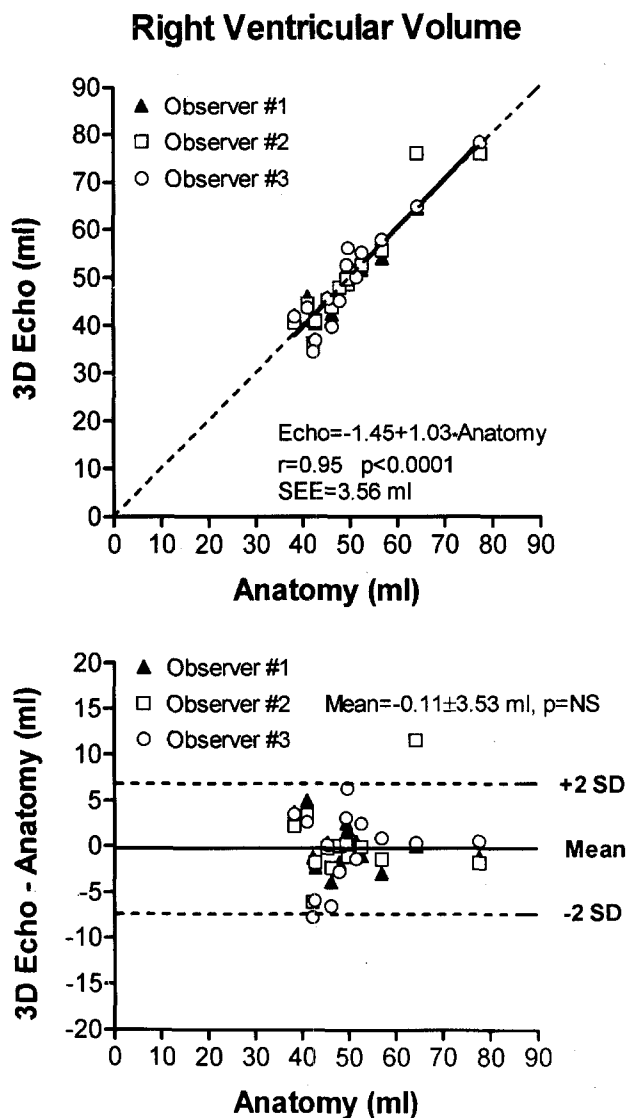 Right Ventricular Volume
90
80
70
60
50
40
30
20
10
0
3D Echo (ml)
▲ Observer #1
□ Observer #2
○ Observer #3
Echo=-1.45+1.03·Anatomy
r=0.95 p<0.0001
SEE=3.56 ml
0 10 20 30 40 50 60 70 80 90
Anatomy (ml)
20
15
10
5
0
-5
-10
-15
-20
3D Echo - Anatomy (ml)
▲ Observer #1
□ Observer #2
○ Observer #3
Mean=-0.11±3.53 ml, p=NS
+2 SD
Mean
-2 SD
0 10 20 30 40 50 60 70 80 90
Anatomy (ml)